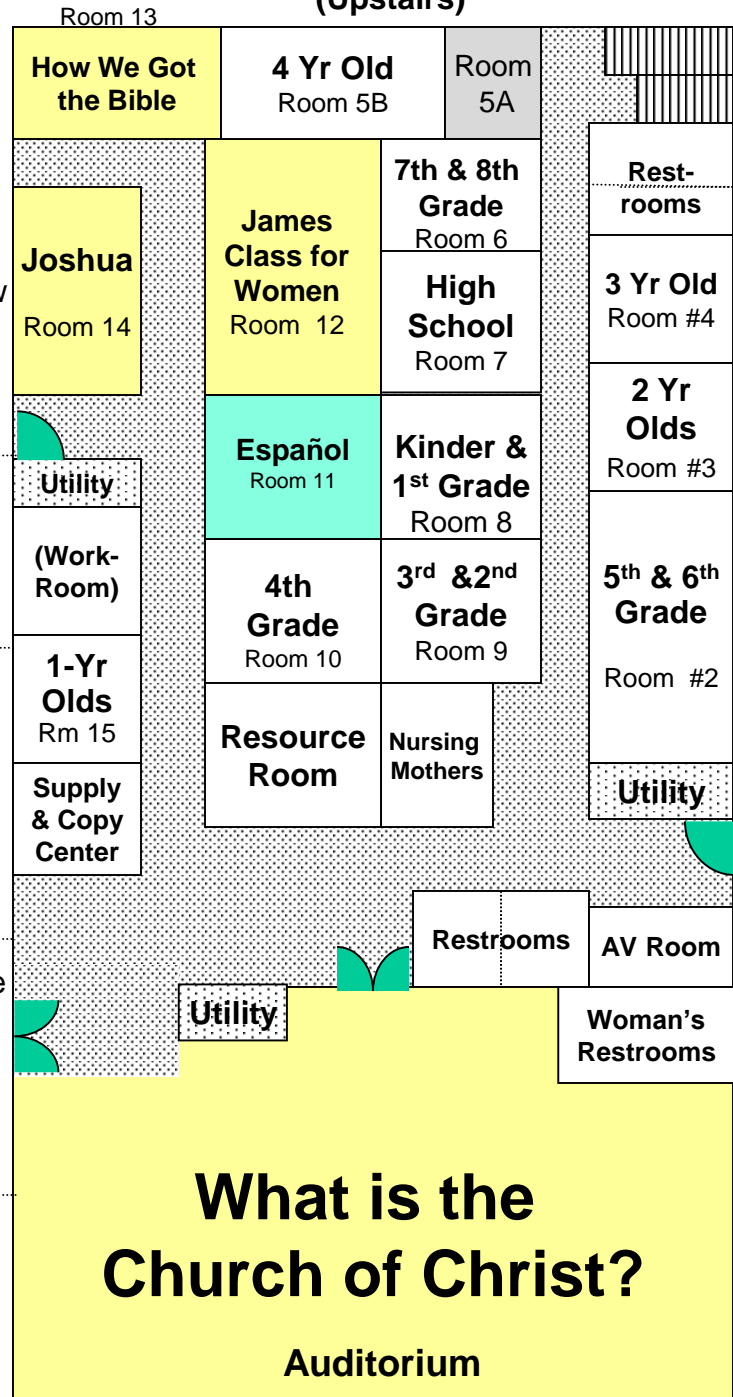 (Upstairs)
Room 13
How We Got
the Bible
4 Yr Old
Room 5B
Room
5A
7th & 8th
Grade
Room 6
Rest-
rooms
James
Class for
Women
Room 12
Joshua
Room 14
High
School
Room 7
3 Yr Old
Room #4
2 Yr
Olds
Room #3
Español
Room 11
Kinder &
1st Grade
Room 8
Utility
(Work-
Room)
4th
Grade
Room 10
3rd &2nd
Grade
Room 9
5th & 6th
Grade
Room #2
1-Yr
Olds
Rm 15
Resource
Room
Nursing
Mothers
Supply
& Copy
Center
Utility
Restrooms
AV Room
Utility
Woman's
Restrooms
What is the
Church of Christ?
Auditorium